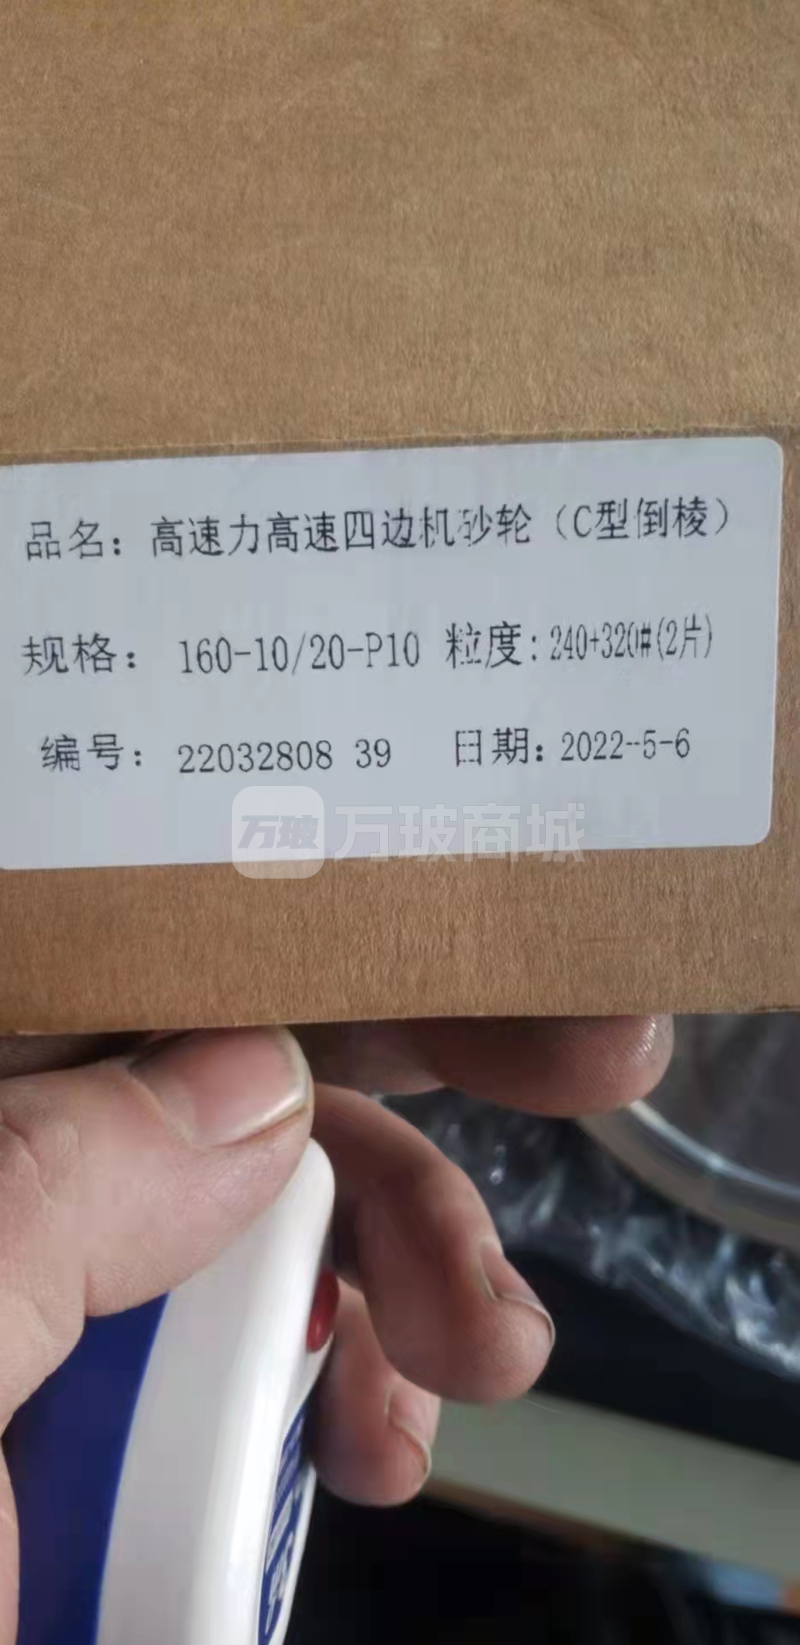 品名：高速力高速四边机砂轮（C型倒棱）
规格：160-10/20-P10 粒度：240+320#(2片)
编号：22032808 39 日期：2022-5-6
万玻 万玻商城